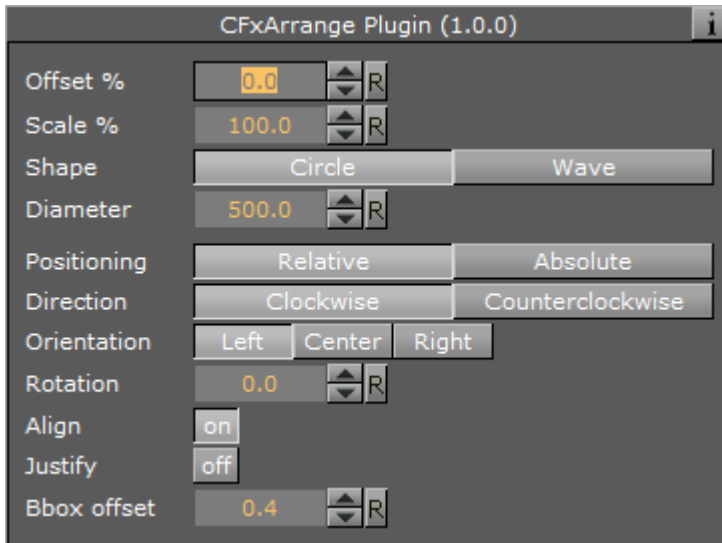 CFxArrange Plugin (1.0.0) i
Offset % 0.0 R
Scale % 100.0 R
Shape Circle Wave
Diameter 500.0 R
Positioning Relative Absolute
Direction Clockwise Counterclockwise
Orientation Left Center Right
Rotation 0.0 R
Align on
Justify off
Bbox offset 0.4 R